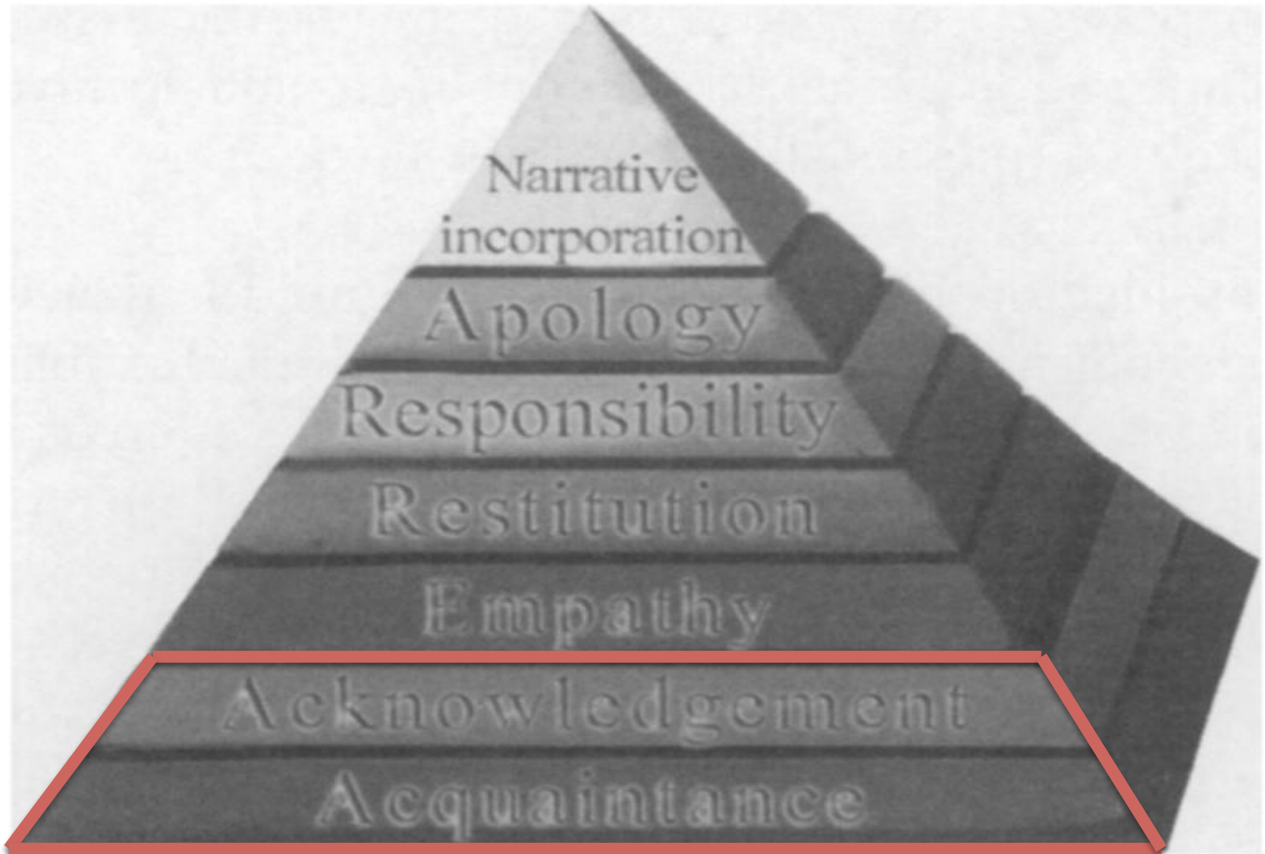 Narrative
incorporation
Apology
Responsibility
Restitution
Empathy
Acknowledgement
Acquaintance